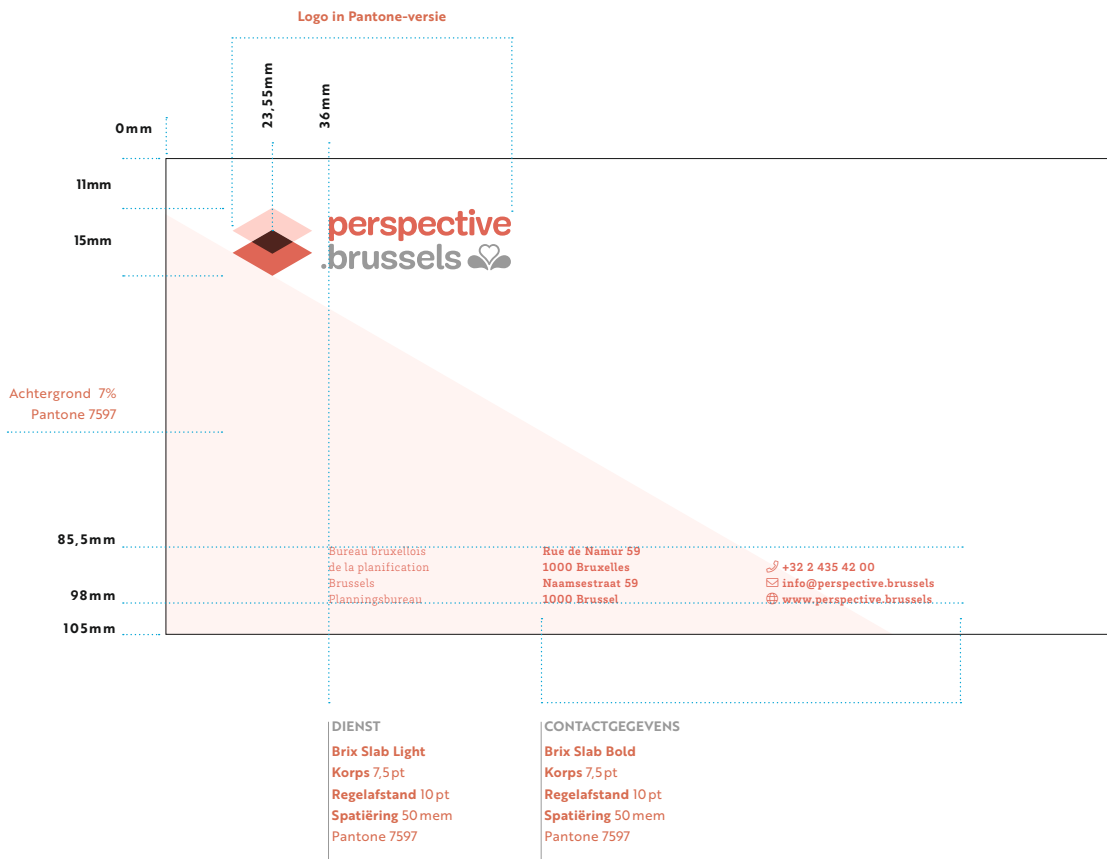 Logo in Pantone-versie
0mm
23,55mm
36mm
11mm
15mm
perspective
.brussels
Achtergrond 7%
Pantone 7597
85,5mm
98mm
105mm
Bureau bruxellois
de la planification
Brussels
Planningsbureau
Rue de Namur 59
1000 Bruxelles
Naamsestraat 59
1000 Brussel
+32 2 435 42 00
info@perspective.brussels
www.perspective.brussels
DIENST
Brix Slab Light
Korps 7,5 pt
Regelafstand 10 pt
Spatiëring 50 mem
Pantone 7597
CONTACTGEGEVENS
Brix Slab Bold
Korps 7,5 pt
Regelafstand 10 pt
Spatiëring 50 mem
Pantone 7597